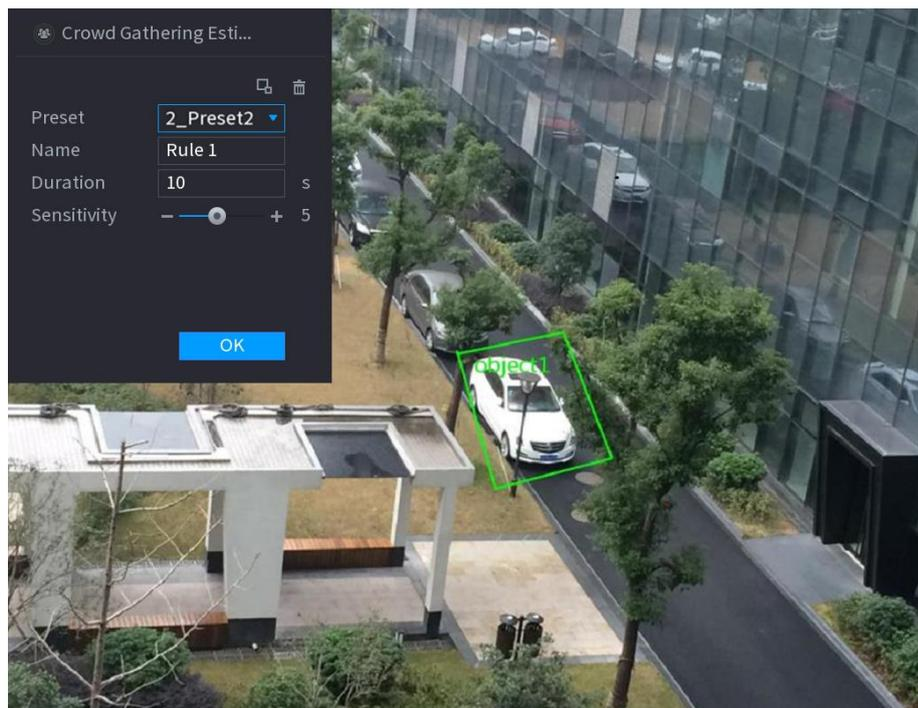 Crowd Gathering Esti...
Preset 2_Preset2
Name Rule 1
Duration 10 s
Sensitivity 5
OK
object1